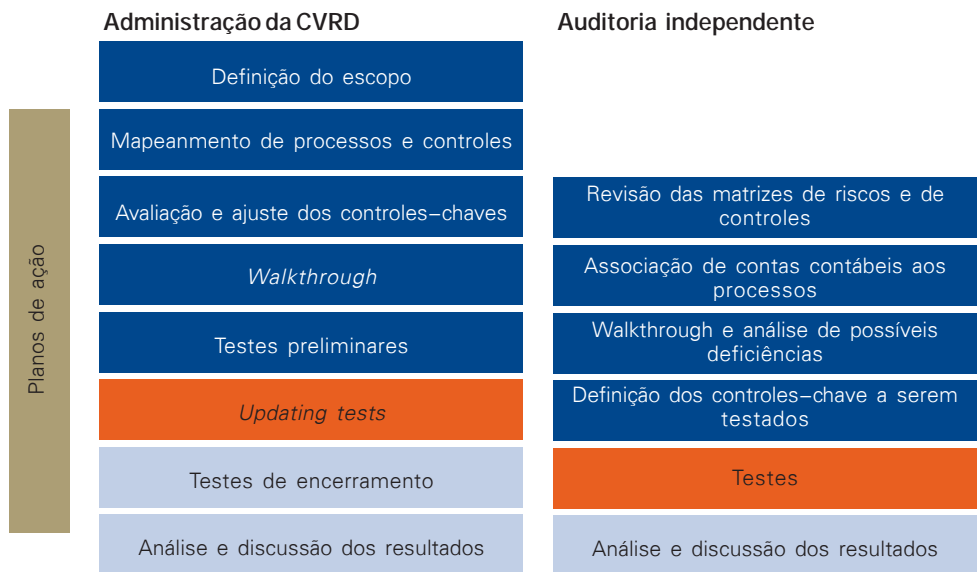 Administração da CVRD
Definição do escopo
Mapeanmento de processos e controles
Avaliação e ajuste dos controles-chaves
Walkthrough
Testes preliminares
Updating tests
Testes de encerramento
Análise e discussão dos resultados
Planos de ação
Auditoria independente
Revisão das matrizes de riscos e de
controles
Associação de contas contábeis aos
processos
Walkthrough e análise de possíveis
deficiências
Definição dos controles-chave a serem
testados
Testes
Análise e discussão dos resultados